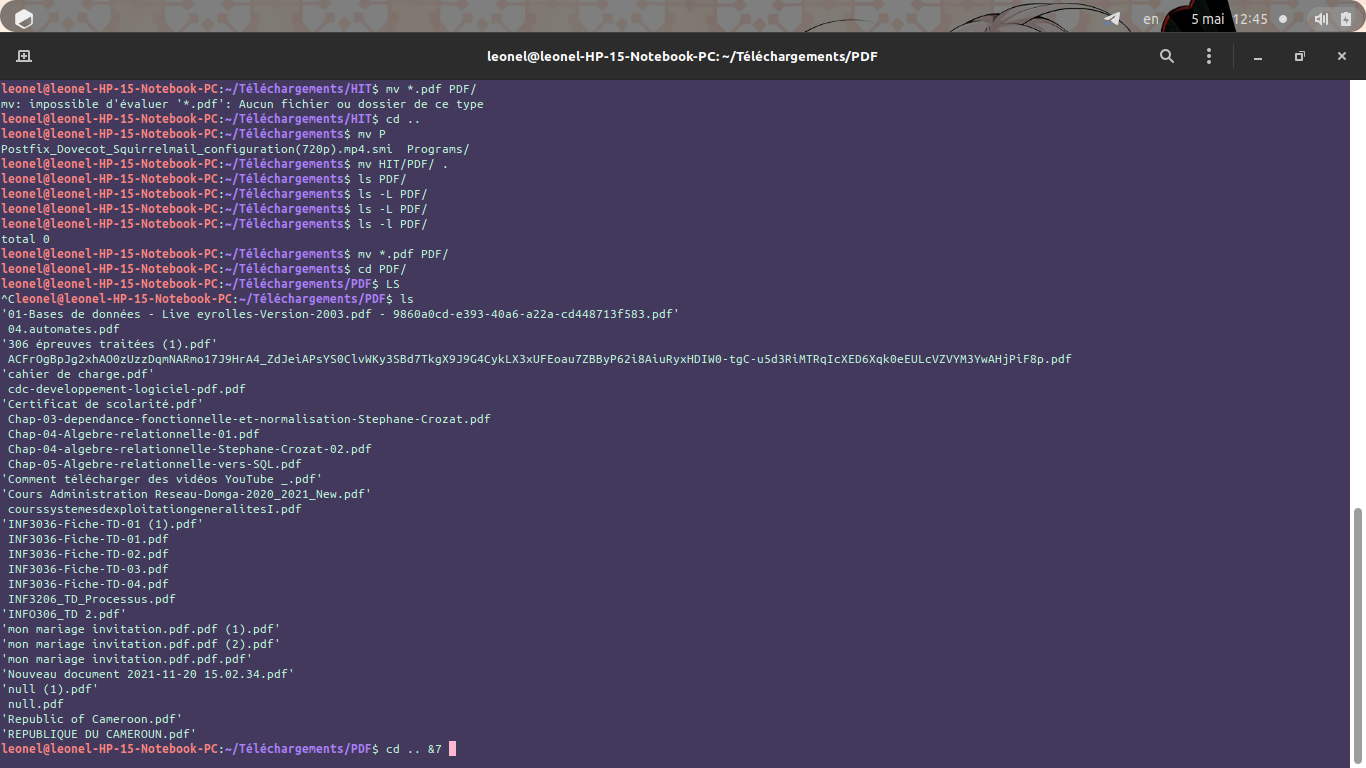 en 5 mai 12:45
leonel@leonel-HP-15-Notebook-PC: ~/Téléchargements/PDF
leonel@leonel-HP-15-Notebook-PC:~/Téléchargements/HIT$ mv *.pdf PDF/
mv: impossible d'évaluer '*.pdf': Aucun fichier ou dossier de ce type
leonel@leonel-HP-15-Notebook-PC:~/Téléchargements/HIT$ cd ..
leonel@leonel-HP-15-Notebook-PC:~/Téléchargements$ mv P
Postfix_Dovecot_Squirrelmail_configuration(720p).mp4.smi  Programs/
leonel@leonel-HP-15-Notebook-PC:~/Téléchargements$ mv HIT/PDF/ .
leonel@leonel-HP-15-Notebook-PC:~/Téléchargements$ ls PDF/
leonel@leonel-HP-15-Notebook-PC:~/Téléchargements$ ls -L PDF/
leonel@leonel-HP-15-Notebook-PC:~/Téléchargements$ ls -L PDF/
leonel@leonel-HP-15-Notebook-PC:~/Téléchargements$ ls -l PDF/
total 0
leonel@leonel-HP-15-Notebook-PC:~/Téléchargements$ mv *.pdf PDF/
leonel@leonel-HP-15-Notebook-PC:~/Téléchargements$ cd PDF/
leonel@leonel-HP-15-Notebook-PC:~/Téléchargements/PDF$ LS
^Cleonel@leonel-HP-15-Notebook-PC:~/Téléchargements/PDF$ ls
'01-Bases de données - Live eyrolles-Version-2003.pdf - 9860a0cd-e393-40a6-a22a-cd448713f583.pdf'
04.automates.pdf
'306 épreuves traitées (1).pdf'
ACFrOgBpJg2xhAO0zUzzDqmNARmo17J9HrA4_ZdJeiAPsYS0ClvWKy3SBd7TkgX9J9G4CykLX3xUFEoau7ZBByP62i8AiuRyxHDIW0-tgC-u5d3RiMTRqIcXED6Xqk0eEULcVZVYM3YwAHjPiF8p.pdf
'cahier de charge.pdf'
cdc-developpement-logiciel-pdf.pdf
'Certificat de scolarité.pdf'
Chap-03-dependance-fonctionnelle-et-normalisation-Stephane-Crozat.pdf
Chap-04-Algebre-relationnelle-01.pdf
Chap-04-algebre-relationnelle-Stephane-Crozat-02.pdf
Chap-05-Algebre-relationnelle-vers-SQL.pdf
'Comment télécharger des vidéos YouTube _.pdf'
'Cours Administration Reseau-Domga-2020_2021_New.pdf'
courssystemesdexploitationgeneralitesI.pdf
'INF3036-Fiche-TD-01 (1).pdf'
INF3036-Fiche-TD-01.pdf
INF3036-Fiche-TD-02.pdf
INF3036-Fiche-TD-03.pdf
INF3036-Fiche-TD-04.pdf
INF3206_TD_Processus.pdf
'INFO306_TD 2.pdf'
'mon mariage invitation.pdf.pdf (1).pdf'
'mon mariage invitation.pdf.pdf (2).pdf'
'mon mariage invitation.pdf.pdf.pdf'
'Nouveau document 2021-11-20 15.02.34.pdf'
'null (1).pdf'
null.pdf
'Republic of Cameroon.pdf'
'REPUBLIQUE DU CAMEROUN.pdf'
leonel@leonel-HP-15-Notebook-PC:~/Téléchargements/PDF$ cd .. &7